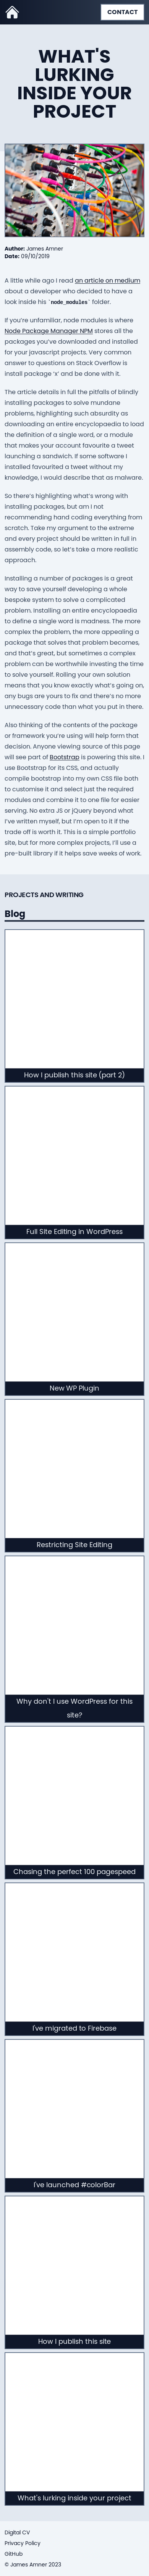 CONTACT
WHAT'S
LURKING
INSIDE YOUR
PROJECT
Author: James Amner
Date: 09/10/2019
A little while ago I read an article on medium
about a developer who decided to have a
look inside his `node_modules` folder.
If you're unfamiliar, node modules is where
Node Package Manager NPM stores all the
packages you've downloaded and installed
for your javascript projects. Very common
answer to questions on Stack Overflow is
install package 'x' and be done with it.
The article details in full the pitfalls of blindly
installing packages to solve mundane
problems, highlighting such absurdity as
downloading an entire encyclopedia to load
the definition of a single word, or a module
that makes your account favourite a tweet
launching a sandwich. If some software I
installed favourited a tweet without my
knowledge, I would describe that as malware.
So there's highlighting what's wrong with
installing packages, but am I not
recommending hand coding everything from
scratch. Take my argument to the extreme
and every project should be written in full in
assembly code, so let's take a more realistic
approach.
Installing a number of packages is a great
way to save yourself developing a whole
bespoke system to solve a complicated
problem. Installing an entire encyclopedia
to define a single word is madness. The more
complex the problem, the more appealing a
package that solves that problem becomes,
and that's great, but sometimes a complex
problem can be worthwhile investing the time
to solve yourself. Rolling your own solution
means that you know exactly what's going on,
any bugs are yours to fix and there's no more
unnecessary code than what you put in there.
Also thinking of the contents of the package
or framework you're using will help form that
decision. Anyone viewing source of this page
will see part of Bootstrap is powering this site.
I use Bootstrap for its CSS, and actually
compile bootstrap into my own CSS file both
to customise it and select just the required
modules and combine it to one file for easier
serving. No extra JS or jQuery beyond what
I've written myself, but I'm open to it if the
trade off is worth it. This is a simple portfolio
site, but for more complex projects, I'll use a
pre-built library if it helps save weeks of work.
PROJECTS AND WRITING
Blog
How I publish this site (part 2)
Full Site Editing in WordPress
New WP Plugin
Restricting Site Editing
Why don't I use WordPress for this
site?
Chasing the perfect 100 pagespeed
I've migrated to Firebase
I've launched #colorBar
How I publish this site
What's lurking inside your project
Digital CV
Privacy Policy
GitHub
© James Amner 2023